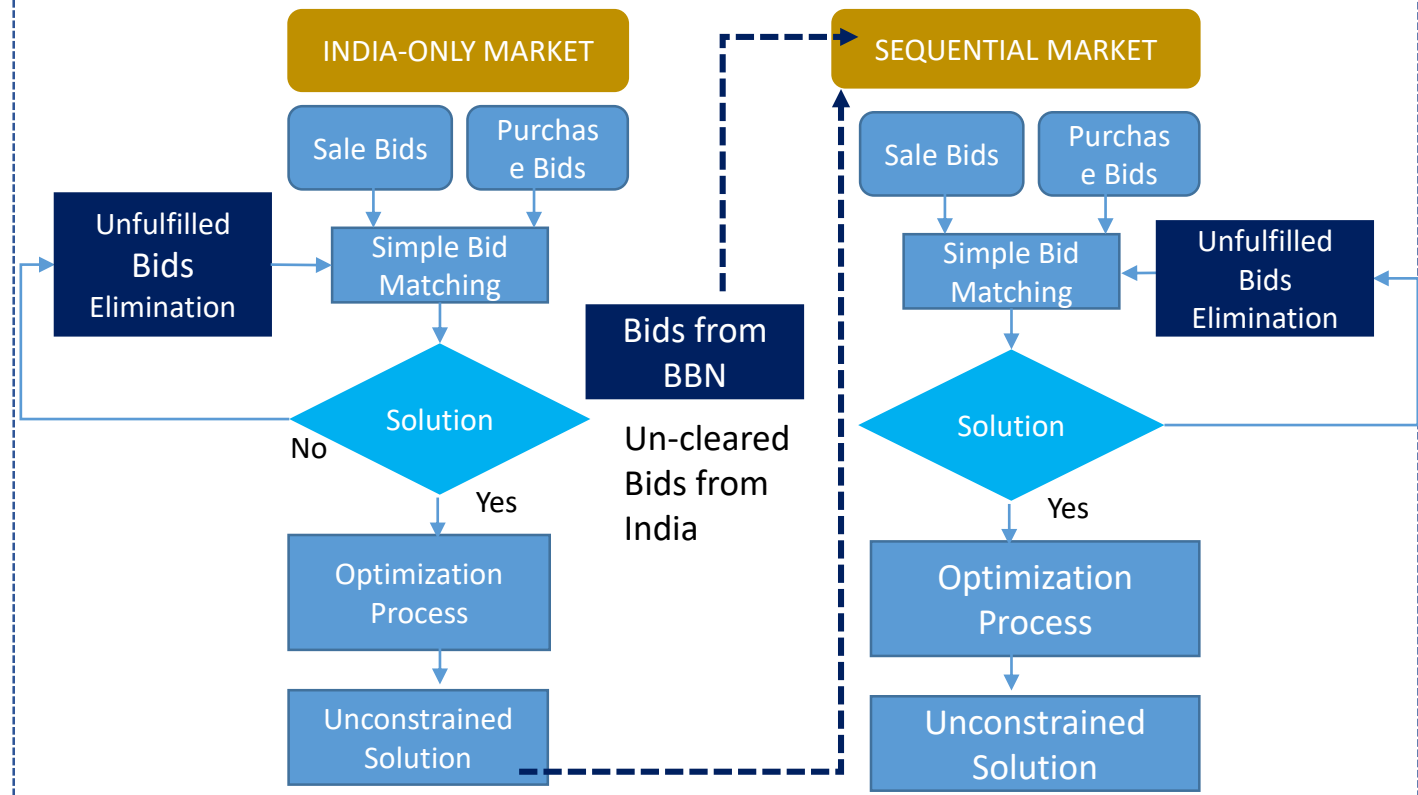 INDIA-ONLY MARKET
Sale Bids
Purchas
e Bids
Unfulfilled
Bids
Elimination
Simple Bid
Matching
Solution
No
Yes
Optimization
Process
Unconstrained
Solution
Bids from
BBN
Un-cleared
Bids from
India
SEQUENTIAL MARKET
Sale Bids
Purchas
e Bids
Simple Bid
Matching
Unfulfilled
Bids
Elimination
Solution
Yes
Optimization
Process
Unconstrained
Solution